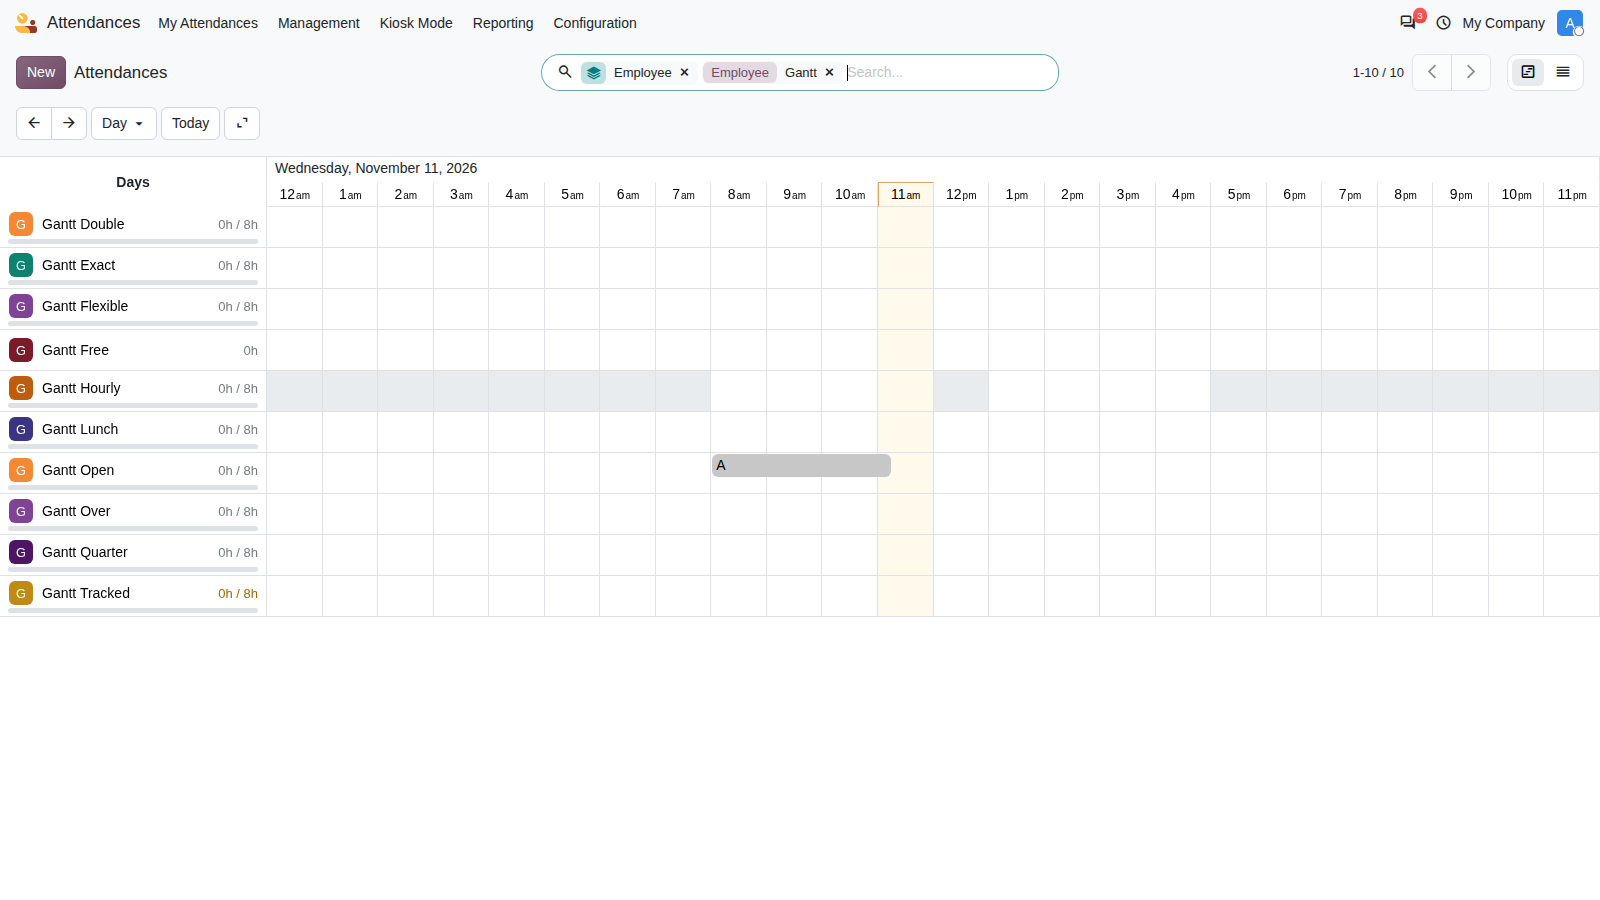 Attendances My Attendances Management Kiosk Mode Reporting Configuration 3 My Company A
New Attendances Employee × Employee Gantt × Search... 1-10 / 10
Day Today
Wednesday, November 11, 2026
Days 12am 1am 2am 3am 4am 5am 6am 7am 8am 9am 10am 11am 12pm 1pm 2pm 3pm 4pm 5pm 6pm 7pm 8pm 9pm 10pm 11pm
G Gantt Double 0h / 8h
G Gantt Exact 0h / 8h
G Gantt Flexible 0h / 8h
G Gantt Free 0h
G Gantt Hourly 0h / 8h
G Gantt Lunch 0h / 8h
G Gantt Open 0h / 8h A
G Gantt Over 0h / 8h
G Gantt Quarter 0h / 8h
G Gantt Tracked 0h / 8h